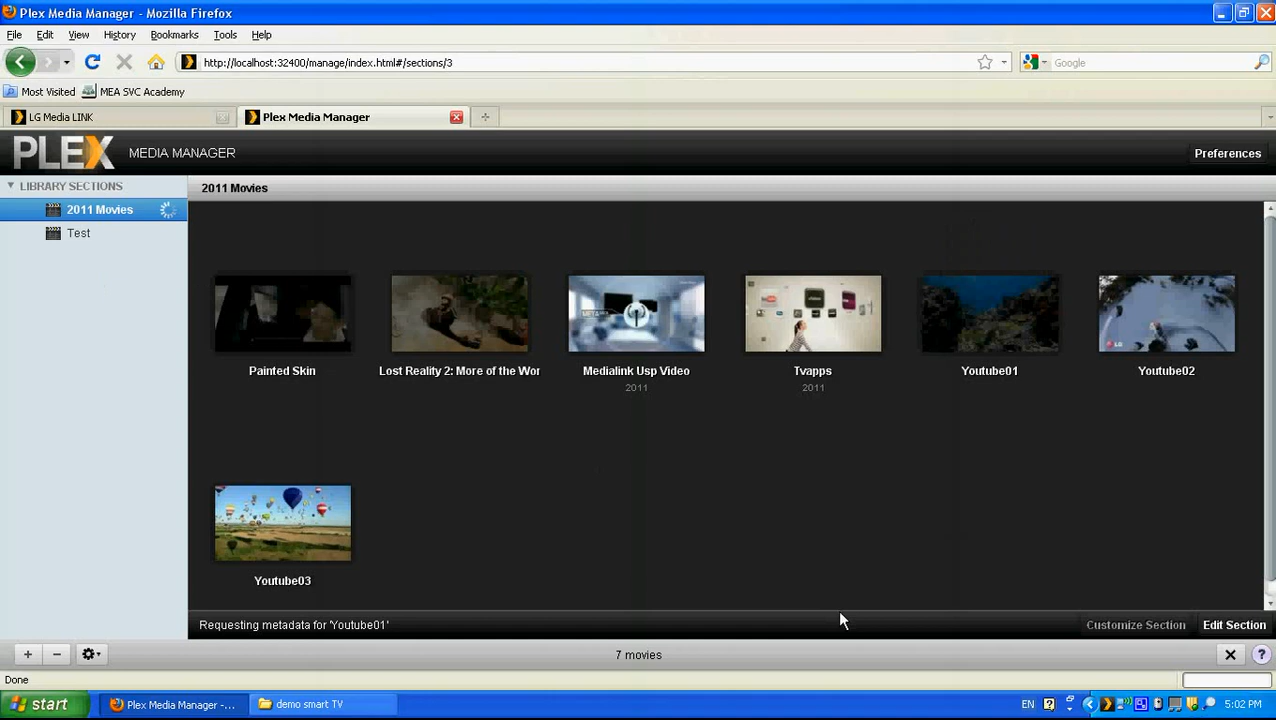 Plex Media Manager - Mozilla Firefox
File Edit View History Bookmarks Tools Help
http://localhost:32400/manage/index.html#/sections/3
Google
Most Visited MEA SVC Academy
LG Media LINK
Plex Media Manager
PLEX MEDIA MANAGER
Preferences
LIBRARY SECTIONS
2011 Movies
Test
2011 Movies
Painted Skin
Lost Reality 2: More of the Wor
Medialink Usp Video
2011
Tvapps
2011
Youtube01
Youtube02
Youtube03
Requesting metadata for 'Youtube01'
Customize Section
Edit Section
7 movies
Done
start
Plex Media Manager -...
demo smart TV
EN
5:02 PM